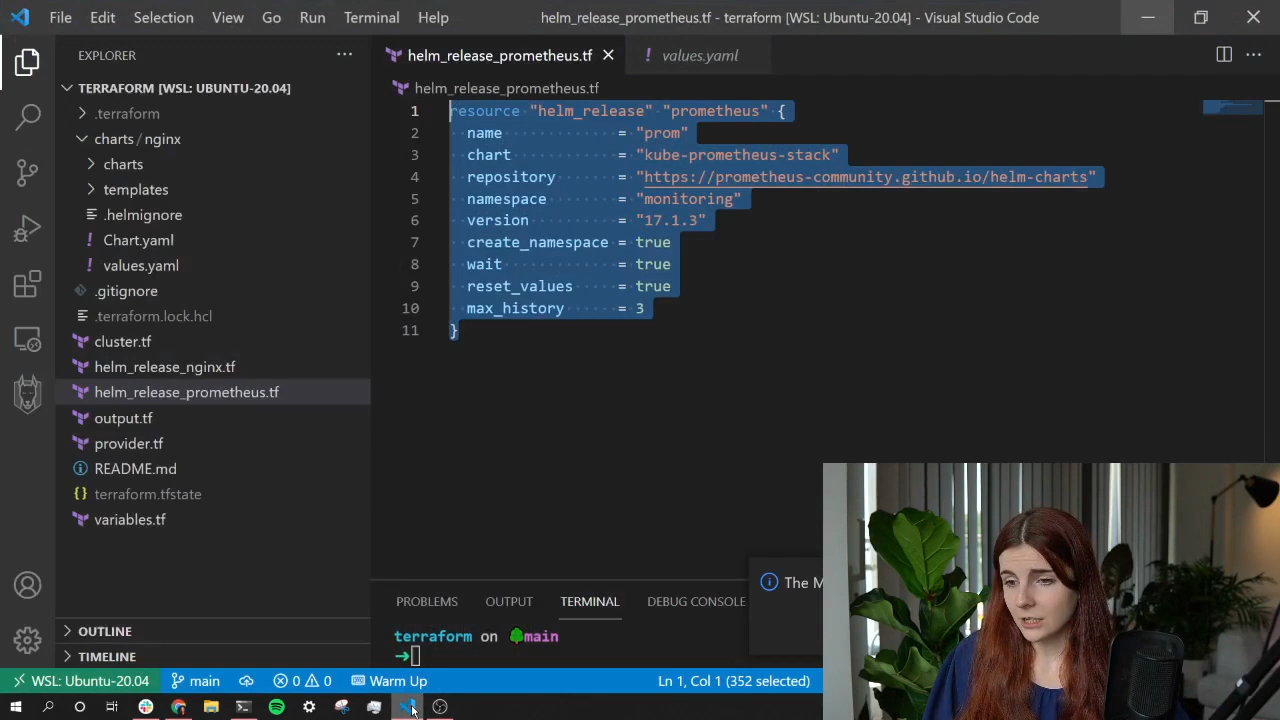 File Edit Selection View Go Run Terminal Help helm_release_prometheus.tf - terraform [WSL: Ubuntu-20.04] - Visual Studio Code
EXPLORER
TERRAFORM [WSL: UBUNTU-20.04]
.terraform
charts / nginx
charts
templates
.helmignore
Chart.yaml
values.yaml
.gitignore
.terraform.lock.hcl
cluster.tf
helm_release_nginx.tf
helm_release_prometheus.tf
output.tf
provider.tf
README.md
terraform.tfstate
variables.tf
OUTLINE
TIMELINE
helm_release_prometheus.tf values.yaml
helm_release_prometheus.tf
1 resource "helm_release" "prometheus" {
2 name = "prom"
3 chart = "kube-prometheus-stack"
4 repository = "https://prometheus-community.github.io/helm-charts"
5 namespace = "monitoring"
6 version = "17.1.3"
7 create_namespace = true
8 wait = true
9 reset_values = true
10 max_history = 3
11 }
The M
PROBLEMS OUTPUT TERMINAL DEBUG CONSOLE
terraform on main
WSL: Ubuntu-20.04 main 0 0 Warm Up Ln 1, Col 1 (352 selected)